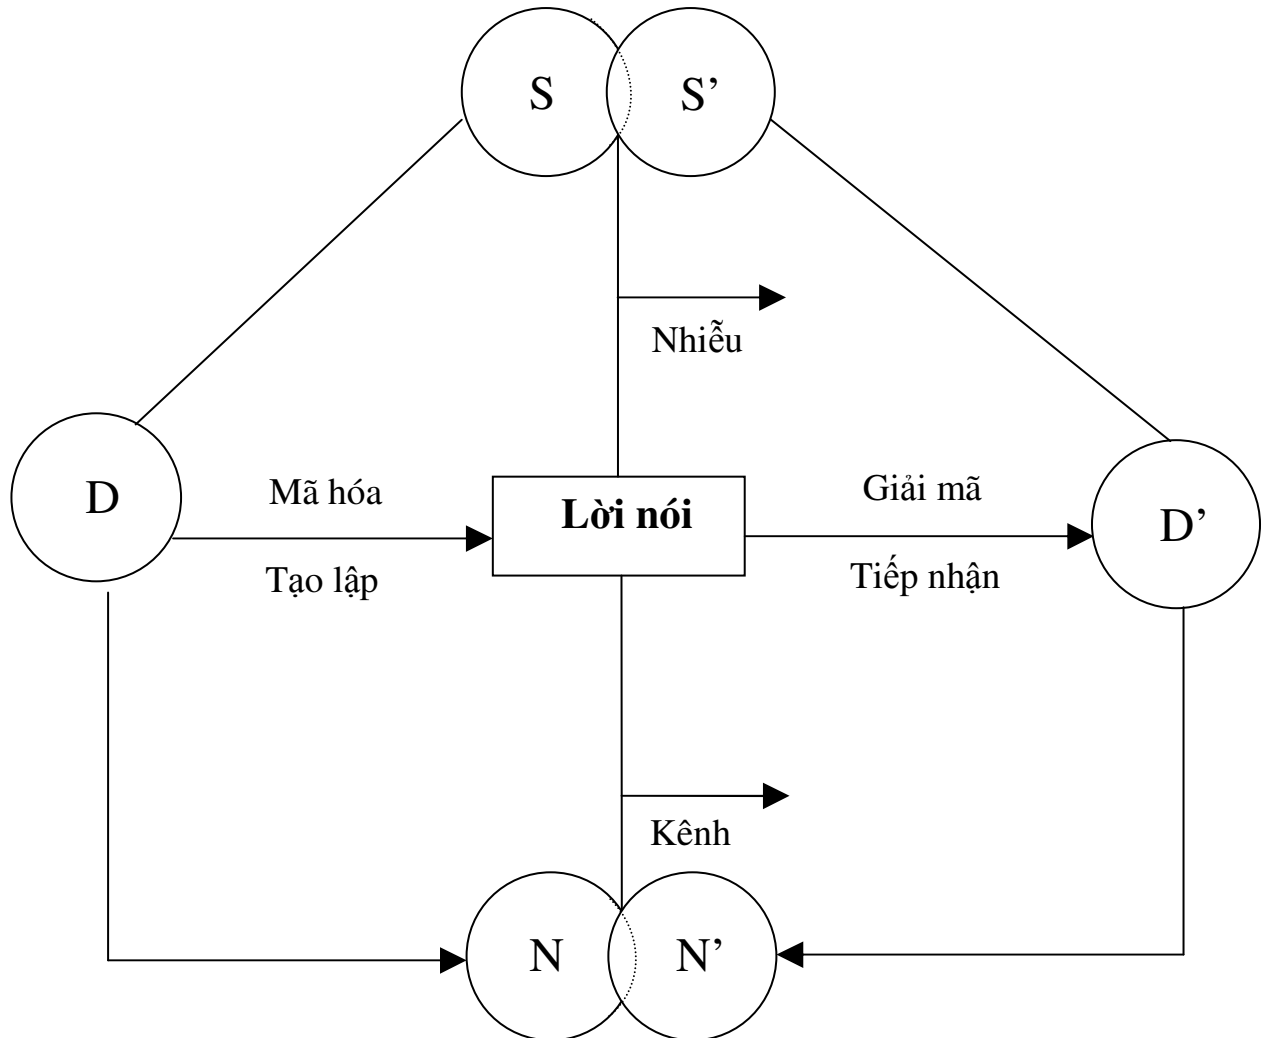 S S’
Nhiễu
D
Mã hóa
Tạo lập
Lời nói
Giải mã
Tiếp nhận
D’
Kênh
N N’